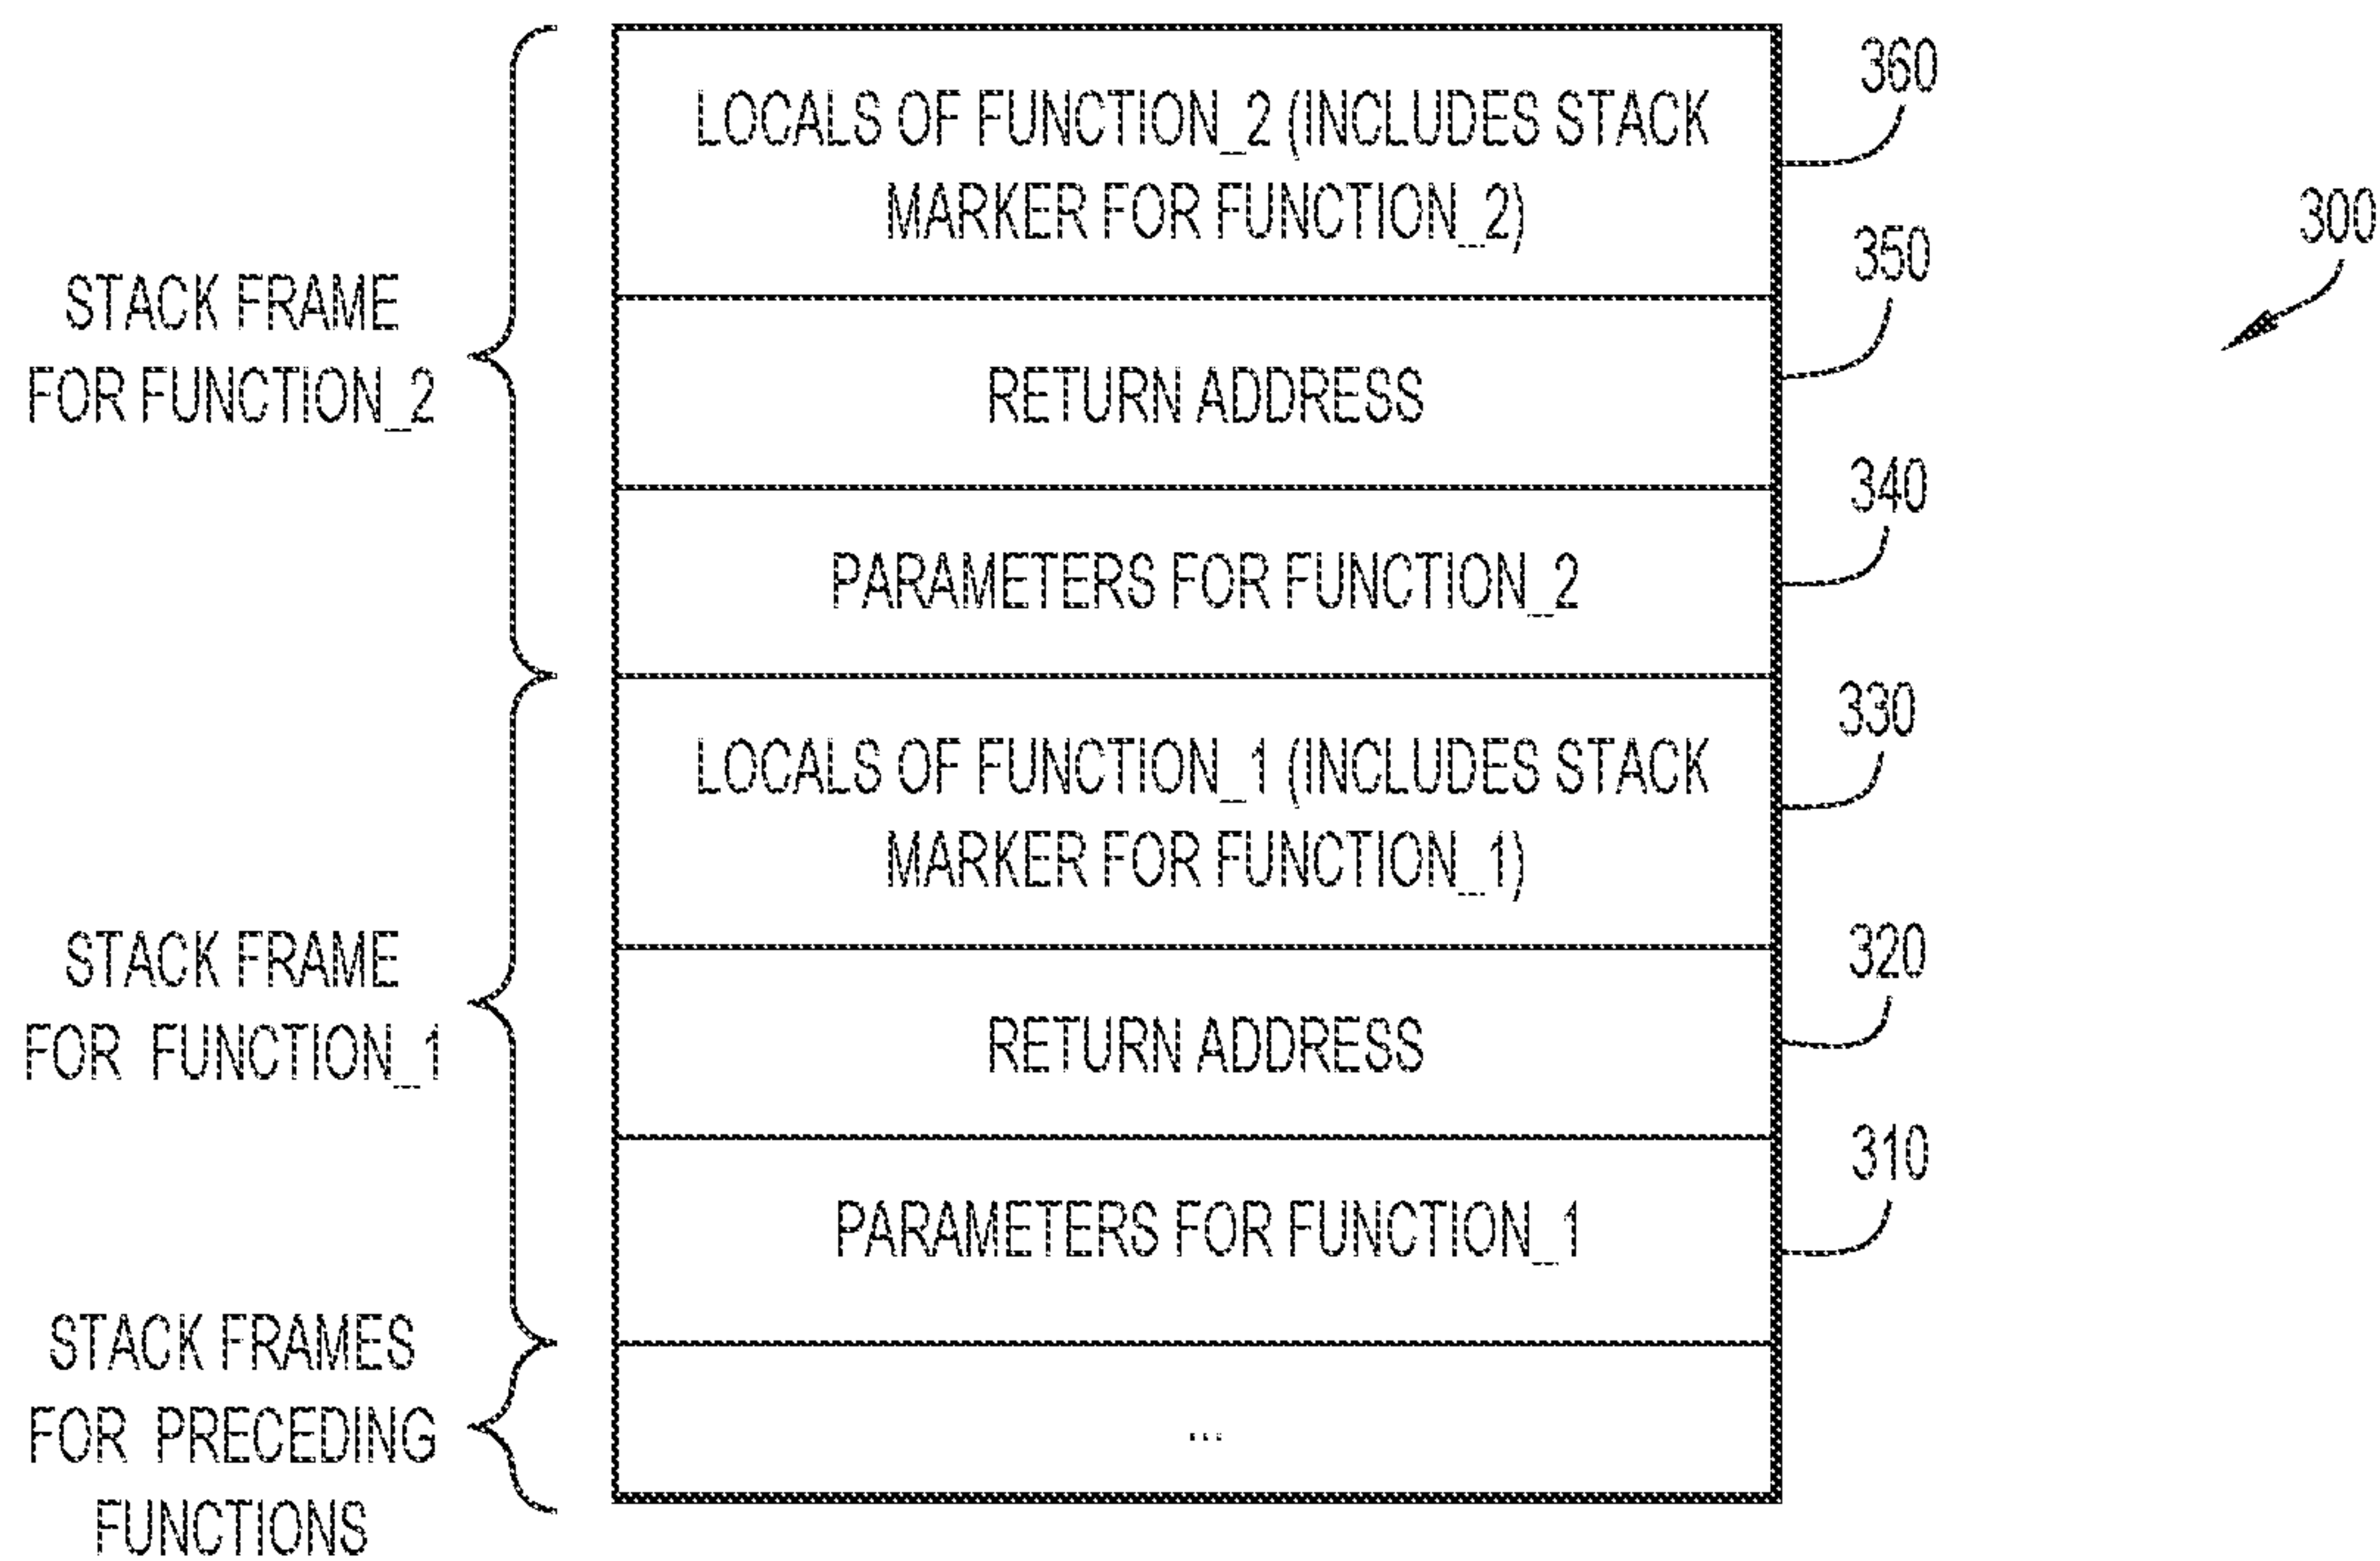 360
LOCALS OF FUNCTION_2 (INCLUDES STACK
MARKER FOR FUNCTION_2)
300
350
STACK FRAME
FOR FUNCTION_2
RETURN ADDRESS
340
PARAMETERS FOR FUNCTION_2
330
LOCALS OF FUNCTION_1 (INCLUDES STACK
MARKER FOR FUNCTION_1)
320
STACK FRAME
FOR FUNCTION_1
RETURN ADDRESS
310
PARAMETERS FOR FUNCTION_1
STACK FRAMES
FOR PRECEDING
FUNCTIONS
...